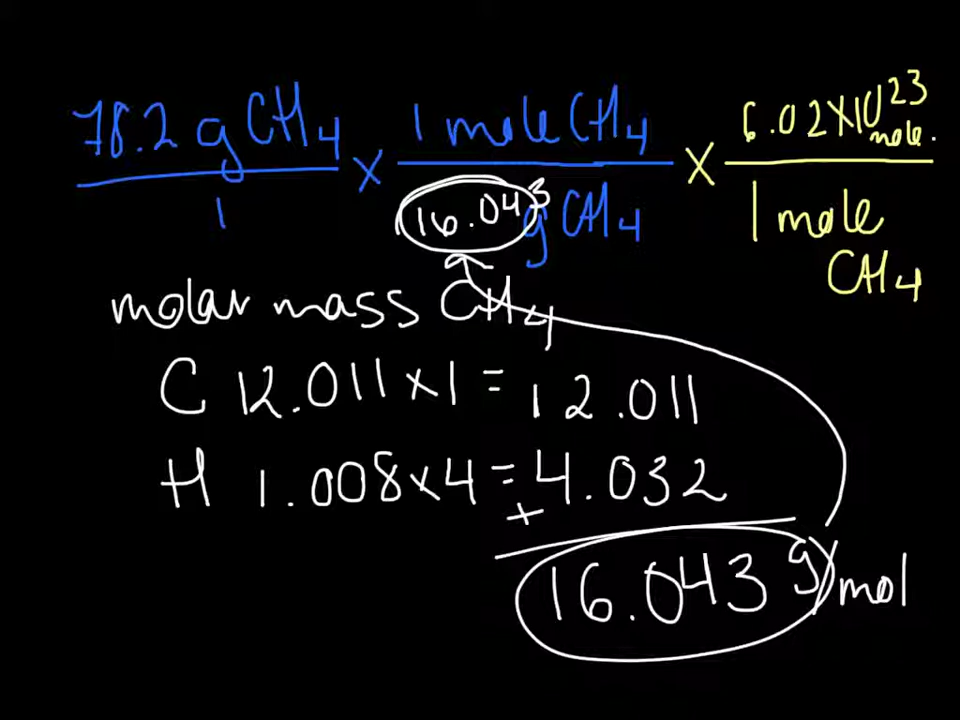 78.2 g CH4 × 1 mole CH4 × 6.02×10^23 mole.
1 16.043 g CH4 1 mole
CH4
molar mass CH4
C 12.011×1 = 12.011
H 1.008×4 = 4.032
+
16.043 g/mol